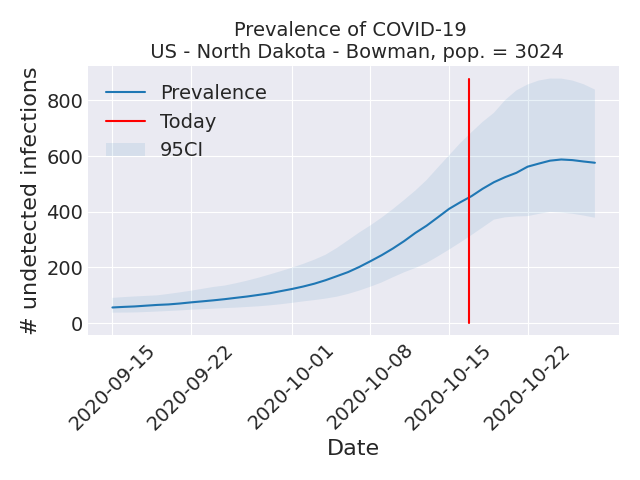 Prevalence of COVID-19
US - North Dakota - Bowman, pop. = 3024
# undetected infections
800
600
400
200
0
Prevalence
Today
95CI
2020-09-15
2020-09-22
2020-10-01
2020-10-08
2020-10-15
2020-10-22
Date